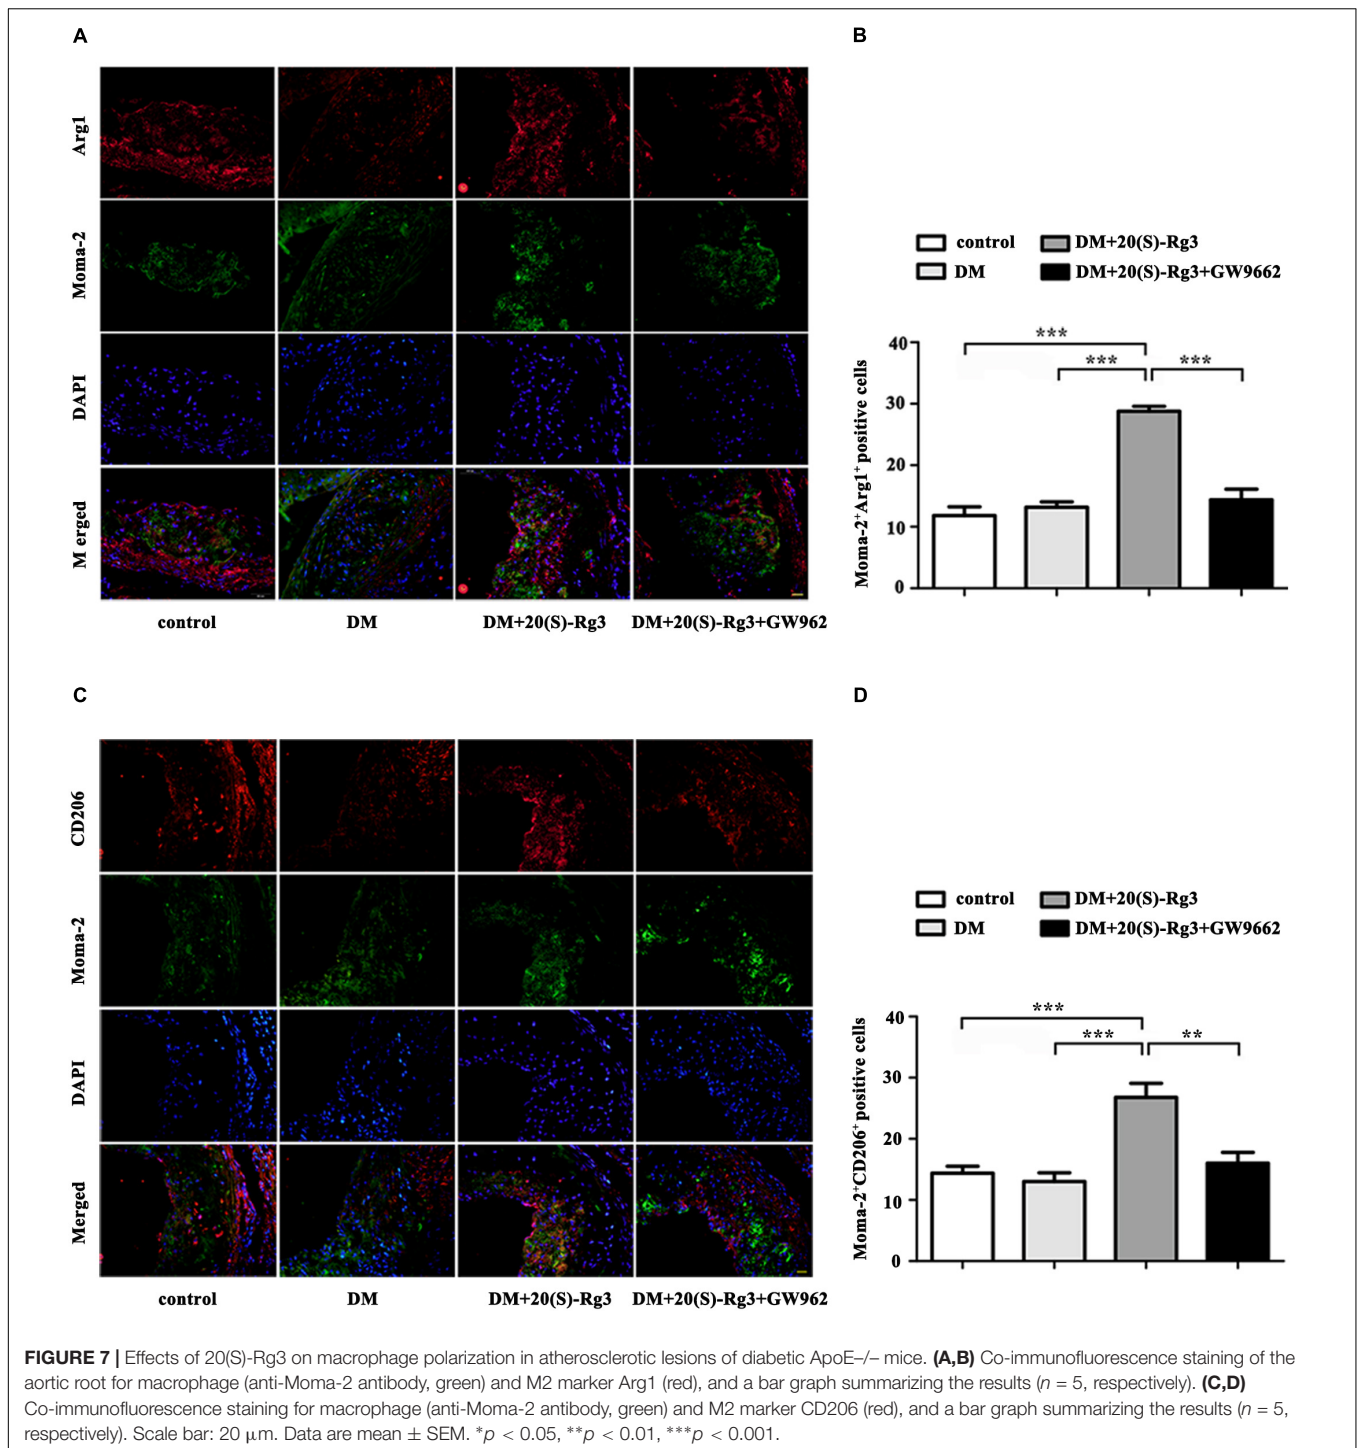 A
B
Arg1
Moma-2
DAPI
M erged
control
DM
DM+20(S)-Rg3
DM+20(S)-Rg3+GW962
control
DM+20(S)-Rg3
DM
DM+20(S)-Rg3+GW9662
Moma-2⁺Arg1⁺positive cells
40
30
20
10
0
***
***
***
C
D
CD206
Moma-2
DAPI
Merged
control
DM
DM+20(S)-Rg3
DM+20(S)-Rg3+GW962
control
DM+20(S)-Rg3
DM
DM+20(S)-Rg3+GW9662
Moma-2⁺CD206⁺ positive cells
40
30
20
10
0
***
***
**
FIGURE 7 | Effects of 20(S)-Rg3 on macrophage polarization in atherosclerotic lesions of diabetic ApoE–/– mice. (A,B) Co-immunofluorescence staining of the
aortic root for macrophage (anti-Moma-2 antibody, green) and M2 marker Arg1 (red), and a bar graph summarizing the results (n = 5, respectively). (C,D)
Co-immunofluorescence staining for macrophage (anti-Moma-2 antibody, green) and M2 marker CD206 (red), and a bar graph summarizing the results (n = 5,
respectively). Scale bar: 20 μm. Data are mean ± SEM. *p < 0.05, **p < 0.01, ***p < 0.001.